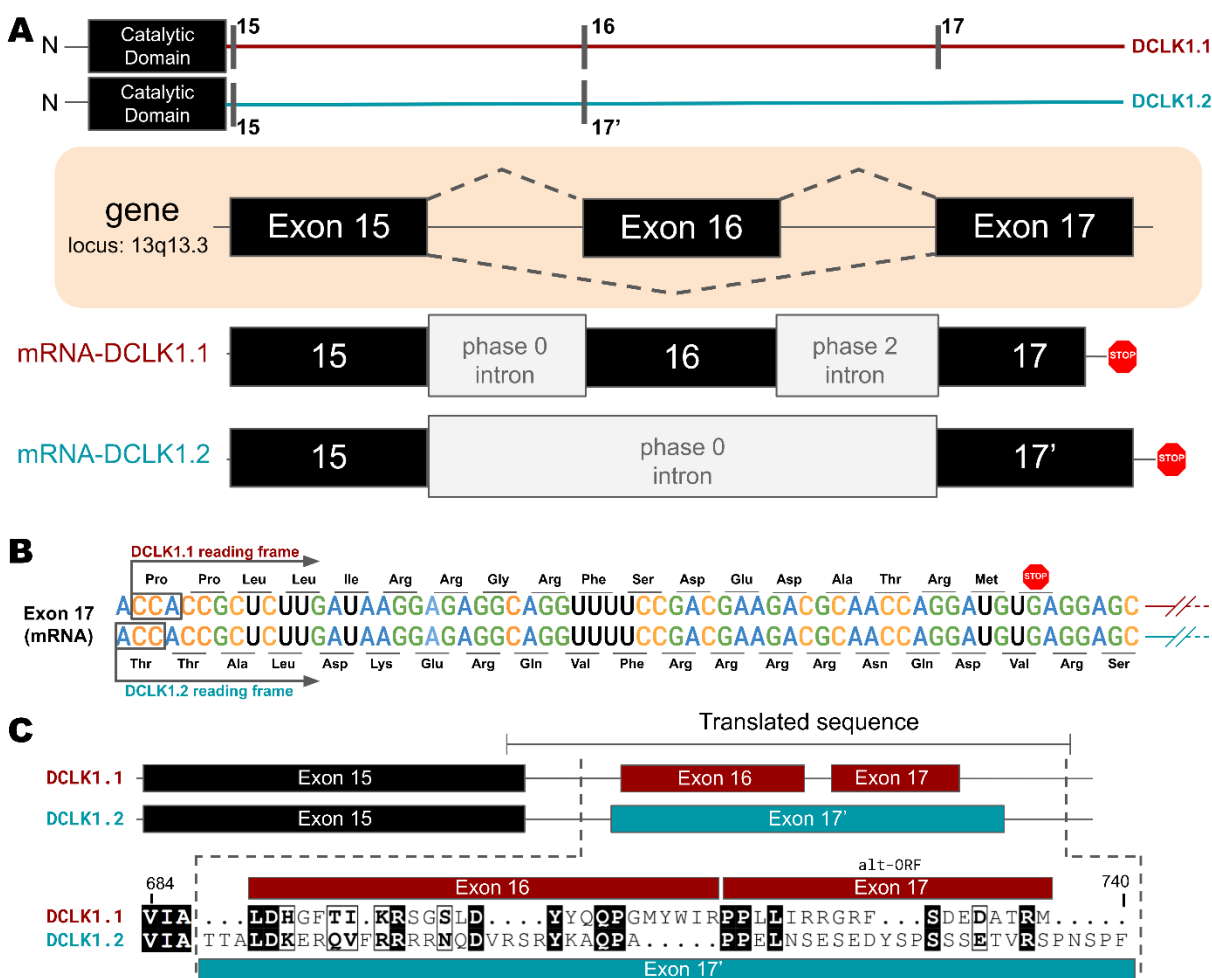 A
N
Catalytic
Domain
15
16
17
DCLK1.1
N
Catalytic
Domain
15
17’
DCLK1.2
gene
locus: 13q13.3
Exon 15
Exon 16
Exon 17
mRNA-DCLK1.1
15
phase 0
intron
16
phase 2
intron
17
STOP
mRNA-DCLK1.2
15
phase 0
intron
17’
STOP
B
DCLK1.1 reading frame
Pro Pro Leu Leu Ile Arg Arg Gly Arg Phe Ser Asp Glu Asp Ala Thr Arg Met STOP
Exon 17
(mRNA)
ACCACCGCUCUUGAUAAGGAGAGGCAGGUUUUCCGACGAAGACGCAACCAGGAUGUGAGGAGC
ACCACCGCUCUUGAUAAGGAGAGGCAGGUUUUCCGACGAAGACGCAACCAGGAUGUGAGGAGC
Thr Thr Ala Leu Asp Lys Glu Arg Gln Val Phe Arg Arg Arg Arg Asn Gln Asp Val Arg Ser
DCLK1.2 reading frame
C
Translated sequence
DCLK1.1 Exon 15 Exon 16 Exon 17
DCLK1.2 Exon 15 Exon 17’
alt-ORF
684 Exon 16 Exon 17 740
DCLK1.1 VIA...LDHGFTI.KRSGSLD....YYQQPGMYWIRPPLLIRRGRF...SDEDATRM.....
DCLK1.2 VIATTALDKERQVFRRRRNQDVRSRYKAQPA.....PPELNSESEDYSPSSSETVRSPNSPF
Exon 17’